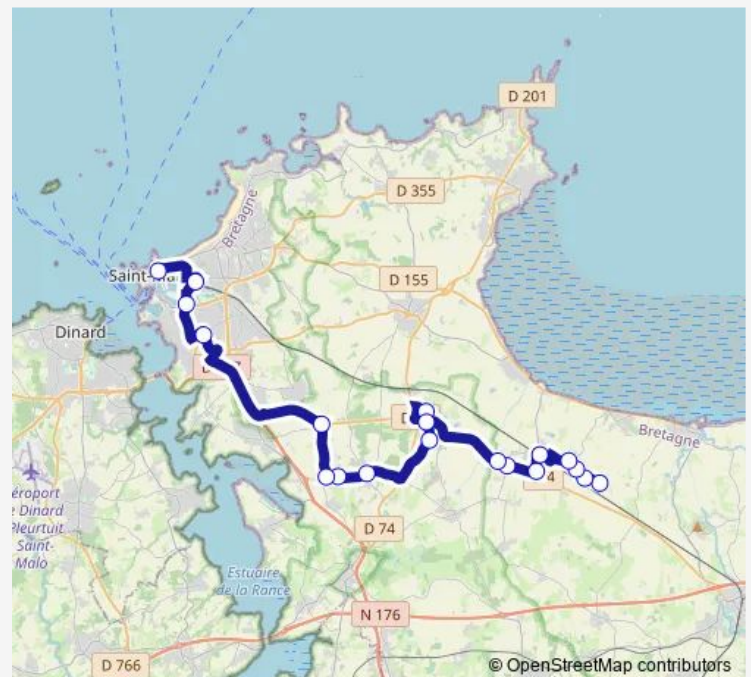 D 201
D 355
Bretagne
D 155
Saint-Ma
Dinard
Bretagne
4
éroport
e Dinard
Pleurtuit
Saint-
Malo
D 74
Estuaire
de la Rance
N 176
D 766
© OpenStreetMap contributors